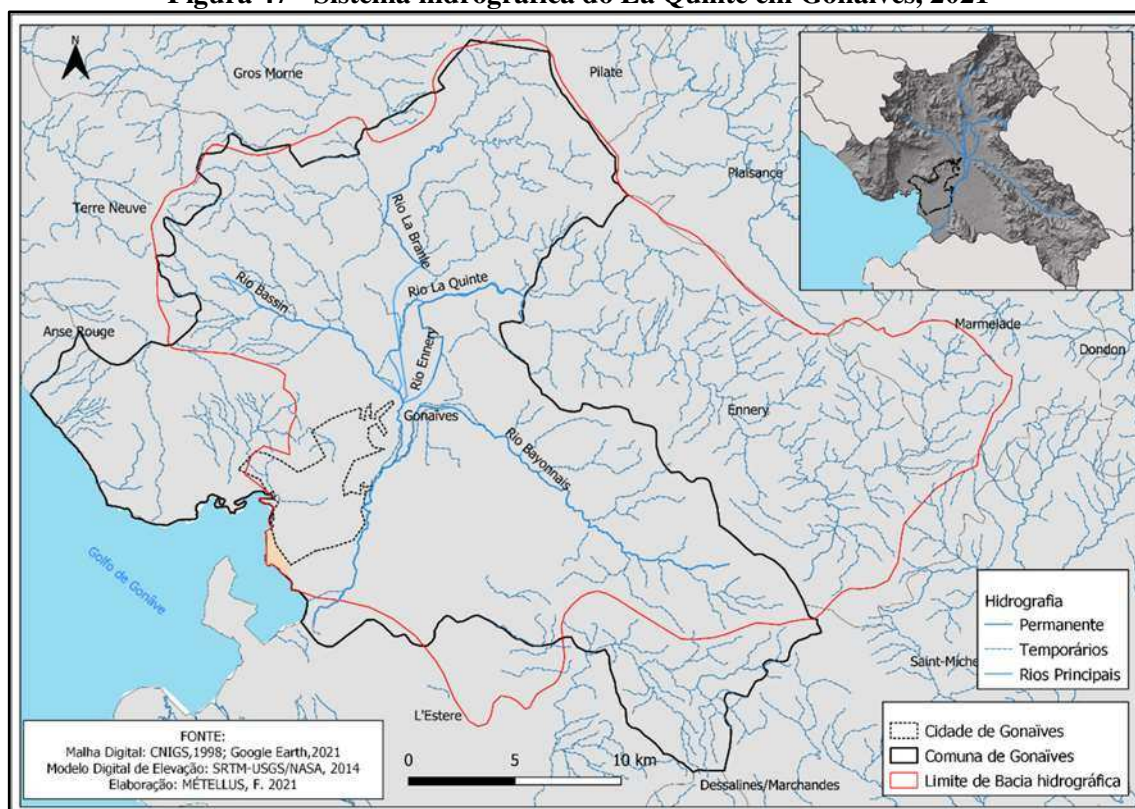 Figura 47 - Sistema hidrográfica do La Quinte em Gonaïves, 2021
N
Gros Morne
Pilate
Plaisance
Terre Neuve
Rio La Branle
Rio La Quinte
Rio Bassin
Anse Rouge
Marmelade
Dondon
Rio Ennery
Ennery
Gonaïves
Rio Bayonnais
Golfo de Gonâve
Saint-Miche
L'Estere
Dessalines/Marchandes
0 5 10 km
Hidrografia
Permanente
Temporários
Rios Principais
Cidade de Gonaïves
Comuna de Gonaïves
Limite de Bacia hidrográfica
FONTE:
Malha Digital: CNIGS,1998; Google Earth,2021
Modelo Digital de Elevação: SRTM-USGS/NASA, 2014
Elaboração: MÉTELLUS, F. 2021